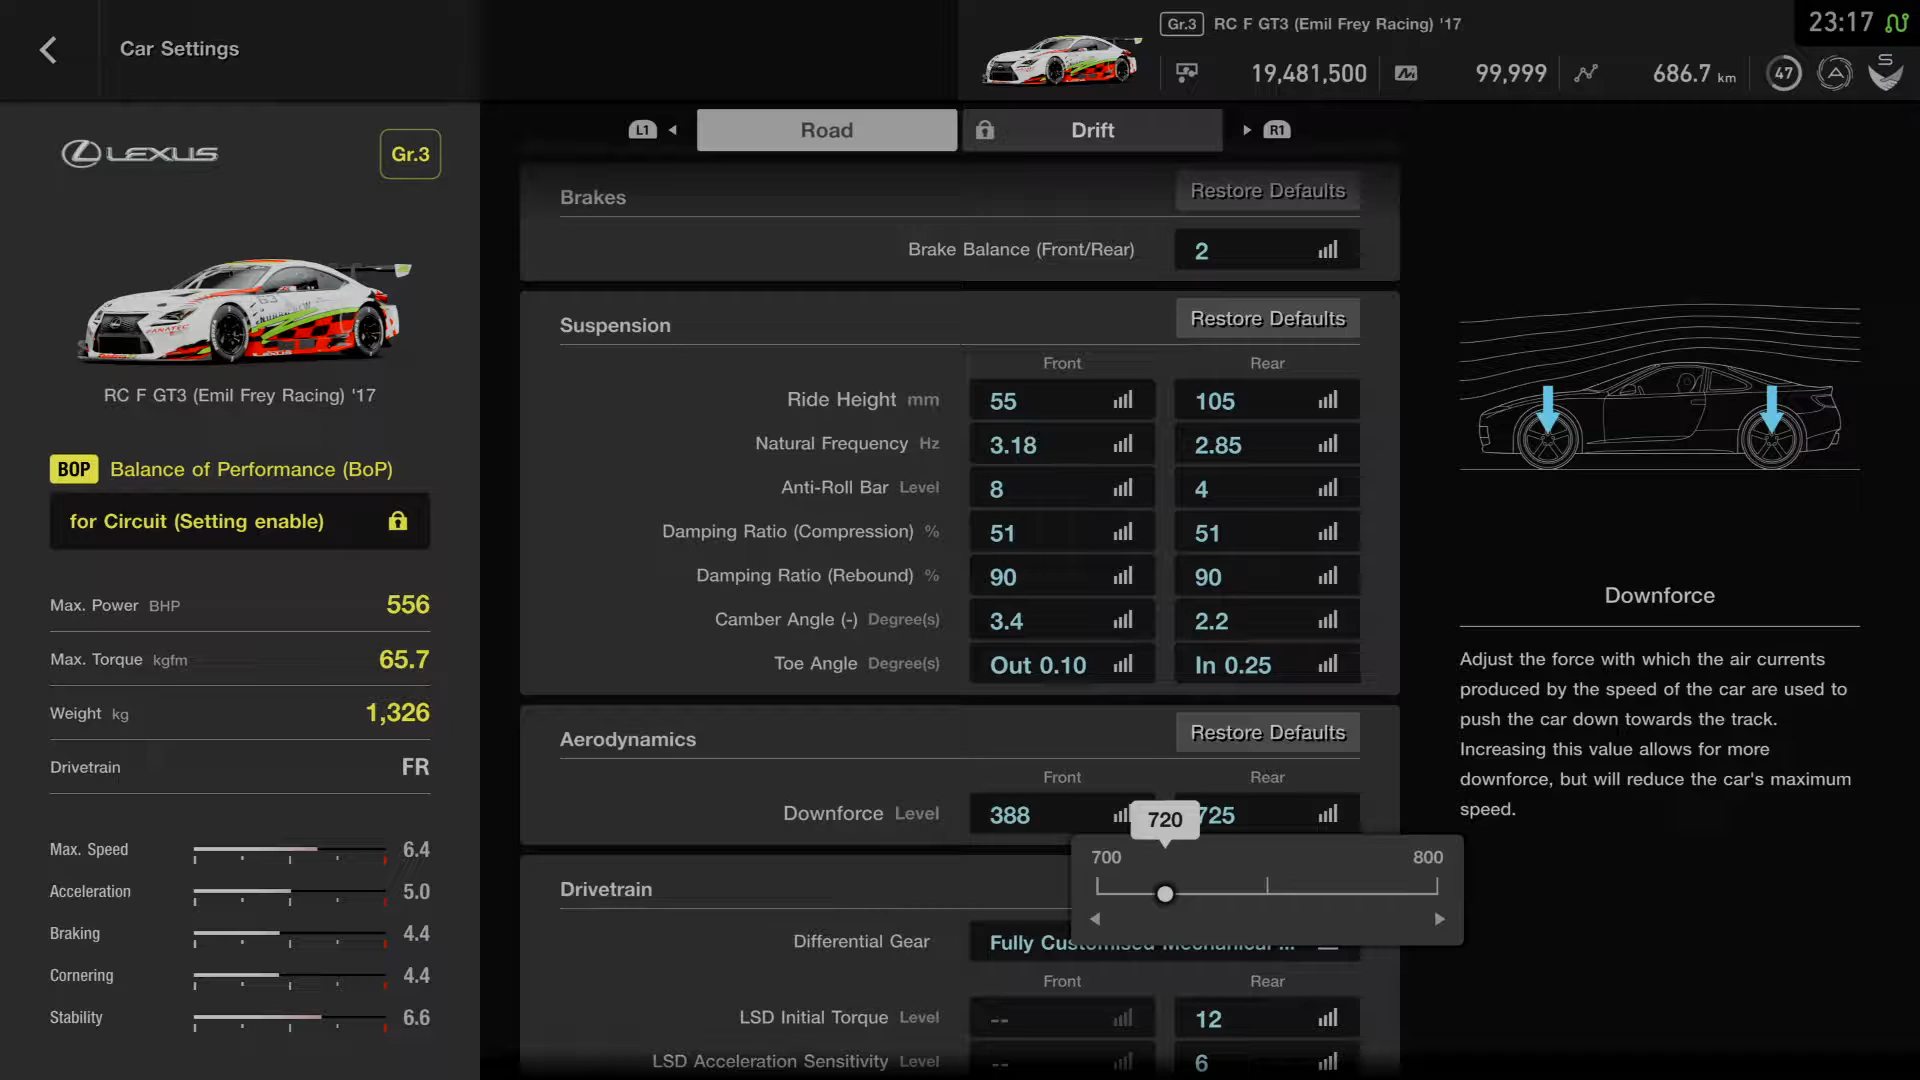 Car Settings
Gr.3 RC F GT3 (Emil Frey Racing) '17
23:17
19,481,500
99,999
686.7 km
47
S
LEXUS
Gr.3
RC F GT3 (Emil Frey Racing) '17
BOP Balance of Performance (BoP)
for Circuit (Setting enable)
Max. Power BHP 556
Max. Torque kgfm 65.7
Weight kg 1,326
Drivetrain FR
Max. Speed 6.4
Acceleration 5.0
Braking 4.4
Cornering 4.4
Stability 6.6
L1 Road Drift R1
Brakes Restore Defaults
Brake Balance (Front/Rear) 2
Suspension Restore Defaults
Front Rear
Ride Height mm 55 105
Natural Frequency Hz 3.18 2.85
Anti-Roll Bar Level 8 4
Damping Ratio (Compression) % 51 51
Damping Ratio (Rebound) % 90 90
Camber Angle (-) Degree(s) 3.4 2.2
Toe Angle Degree(s) Out 0.10 In 0.25
Aerodynamics Restore Defaults
Front Rear
Downforce Level 388 725
720
700 800
Drivetrain
Differential Gear Fully Customised Mechanical ...
Front Rear
LSD Initial Torque Level -- 12
LSD Acceleration Sensitivity Level -- 6
Downforce
Adjust the force with which the air currents
produced by the speed of the car are used to
push the car down towards the track.
Increasing this value allows for more
downforce, but will reduce the car's maximum
speed.